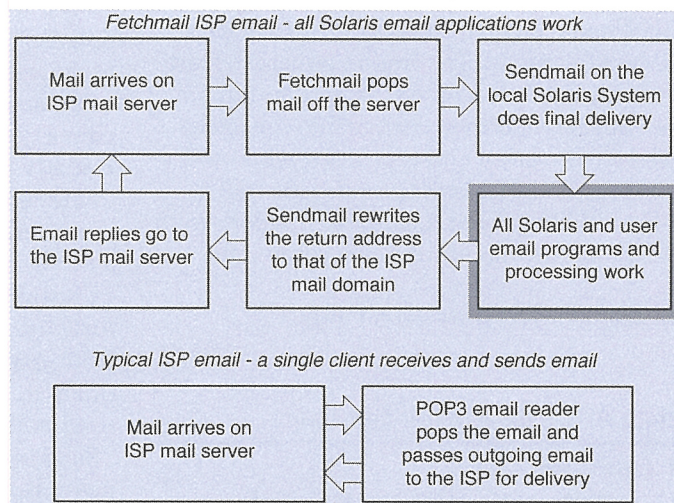 Fetchmail ISP email - all Solaris email applications work
Mail arrives on
ISP mail server
Fetchmail pops
mail off the server
Sendmail on the
local Solaris System
does final delivery
Email replies go to
the ISP mail server
Sendmail rewrites
the return address
to that of the ISP
mail domain
All Solaris and user
email programs and
processing work
Typical ISP email - a single client receives and sends email
Mail arrives on
ISP mail server
POP3 email reader
pops the email and
passes outgoing email
to the ISP for delivery